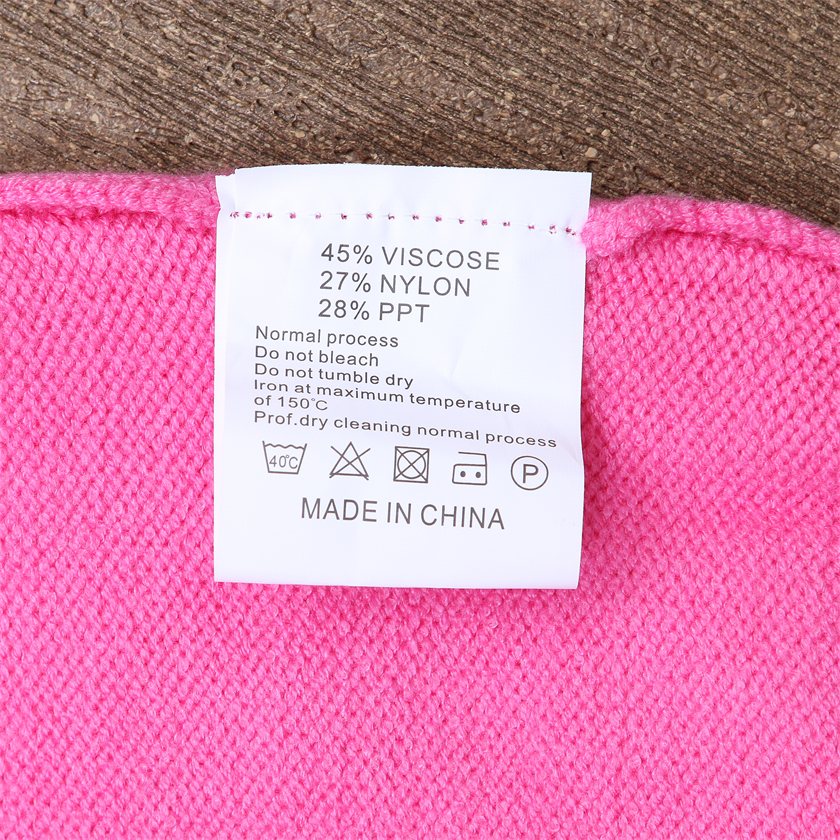 45% VISCOSE
27% NYLON
28% PPT
Normal process
Do not bleach
Do not tumble dry
Iron at maximum temperature
of 150°C
Prof.dry cleaning normal process
40°C P
MADE IN CHINA